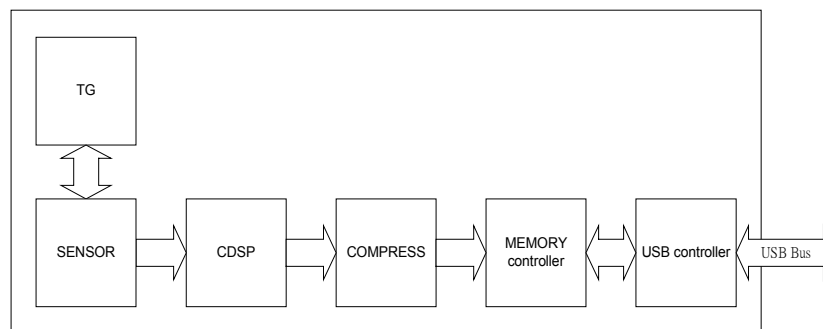 TG
SENSOR
CDSP
COMPRESS
MEMORY
controller
USB controller
USB Bus